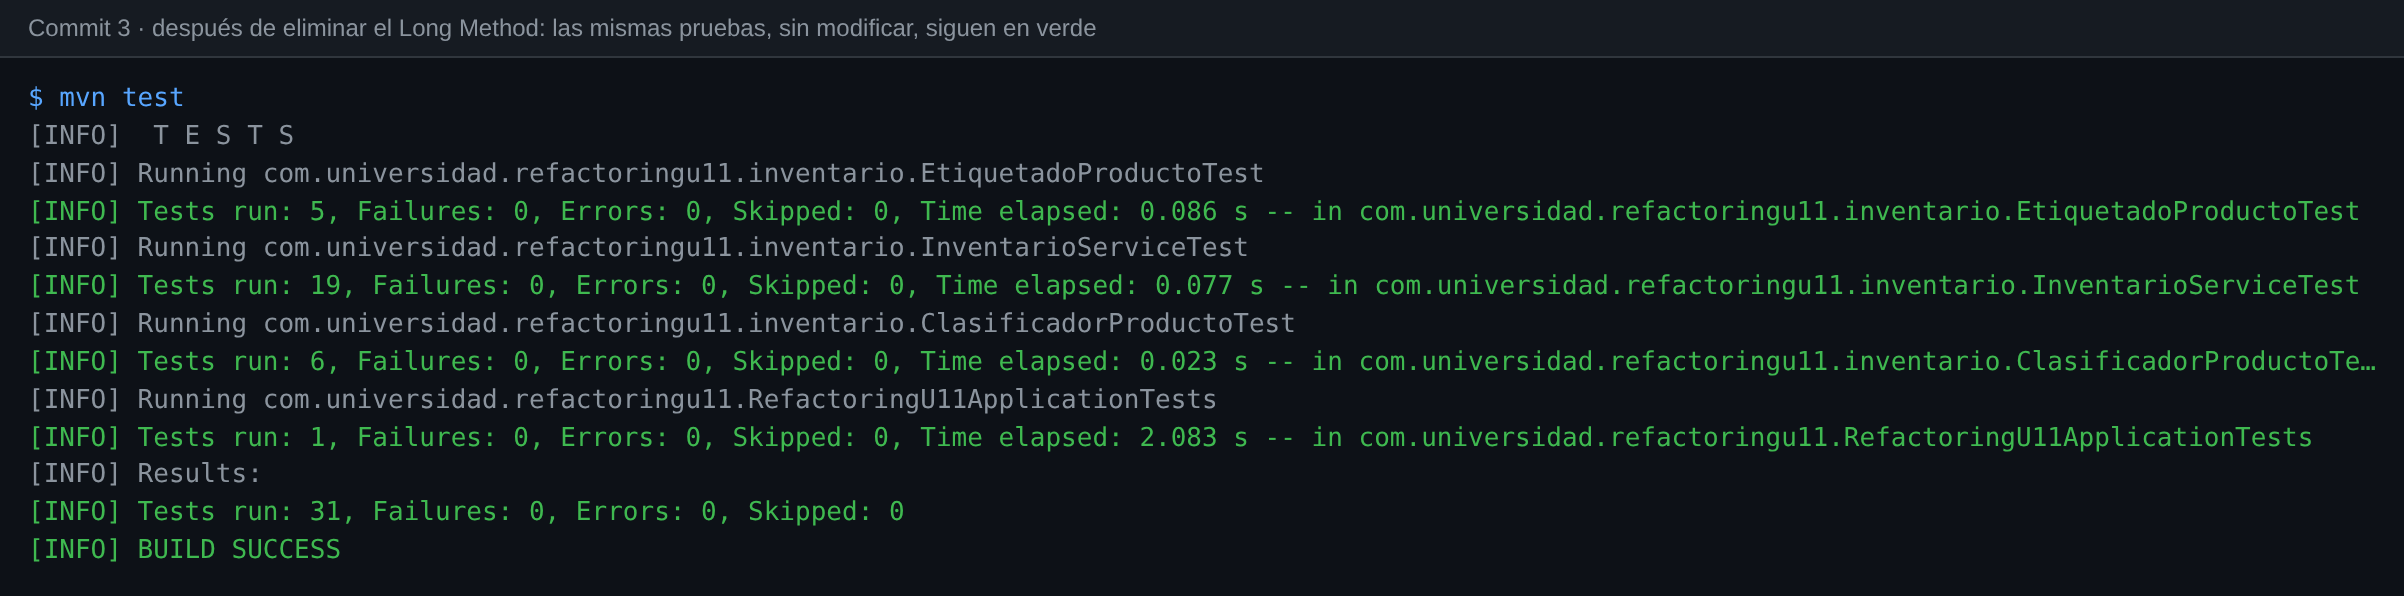 Commit 3 · después de eliminar el Long Method: las mismas pruebas, sin modificar, siguen en verde
$ mvn test
[INFO]  T E S T S
[INFO] Running com.universidad.refactoringu11.inventario.EtiquetadoProductoTest
[INFO] Tests run: 5, Failures: 0, Errors: 0, Skipped: 0, Time elapsed: 0.086 s -- in com.universidad.refactoringu11.inventario.EtiquetadoProductoTest
[INFO] Running com.universidad.refactoringu11.inventario.InventarioServiceTest
[INFO] Tests run: 19, Failures: 0, Errors: 0, Skipped: 0, Time elapsed: 0.077 s -- in com.universidad.refactoringu11.inventario.InventarioServiceTest
[INFO] Running com.universidad.refactoringu11.inventario.ClasificadorProductoTest
[INFO] Tests run: 6, Failures: 0, Errors: 0, Skipped: 0, Time elapsed: 0.023 s -- in com.universidad.refactoringu11.inventario.ClasificadorProductoTe…
[INFO] Running com.universidad.refactoringu11.RefactoringU11ApplicationTests
[INFO] Tests run: 1, Failures: 0, Errors: 0, Skipped: 0, Time elapsed: 2.083 s -- in com.universidad.refactoringu11.RefactoringU11ApplicationTests
[INFO] Results:
[INFO] Tests run: 31, Failures: 0, Errors: 0, Skipped: 0
[INFO] BUILD SUCCESS